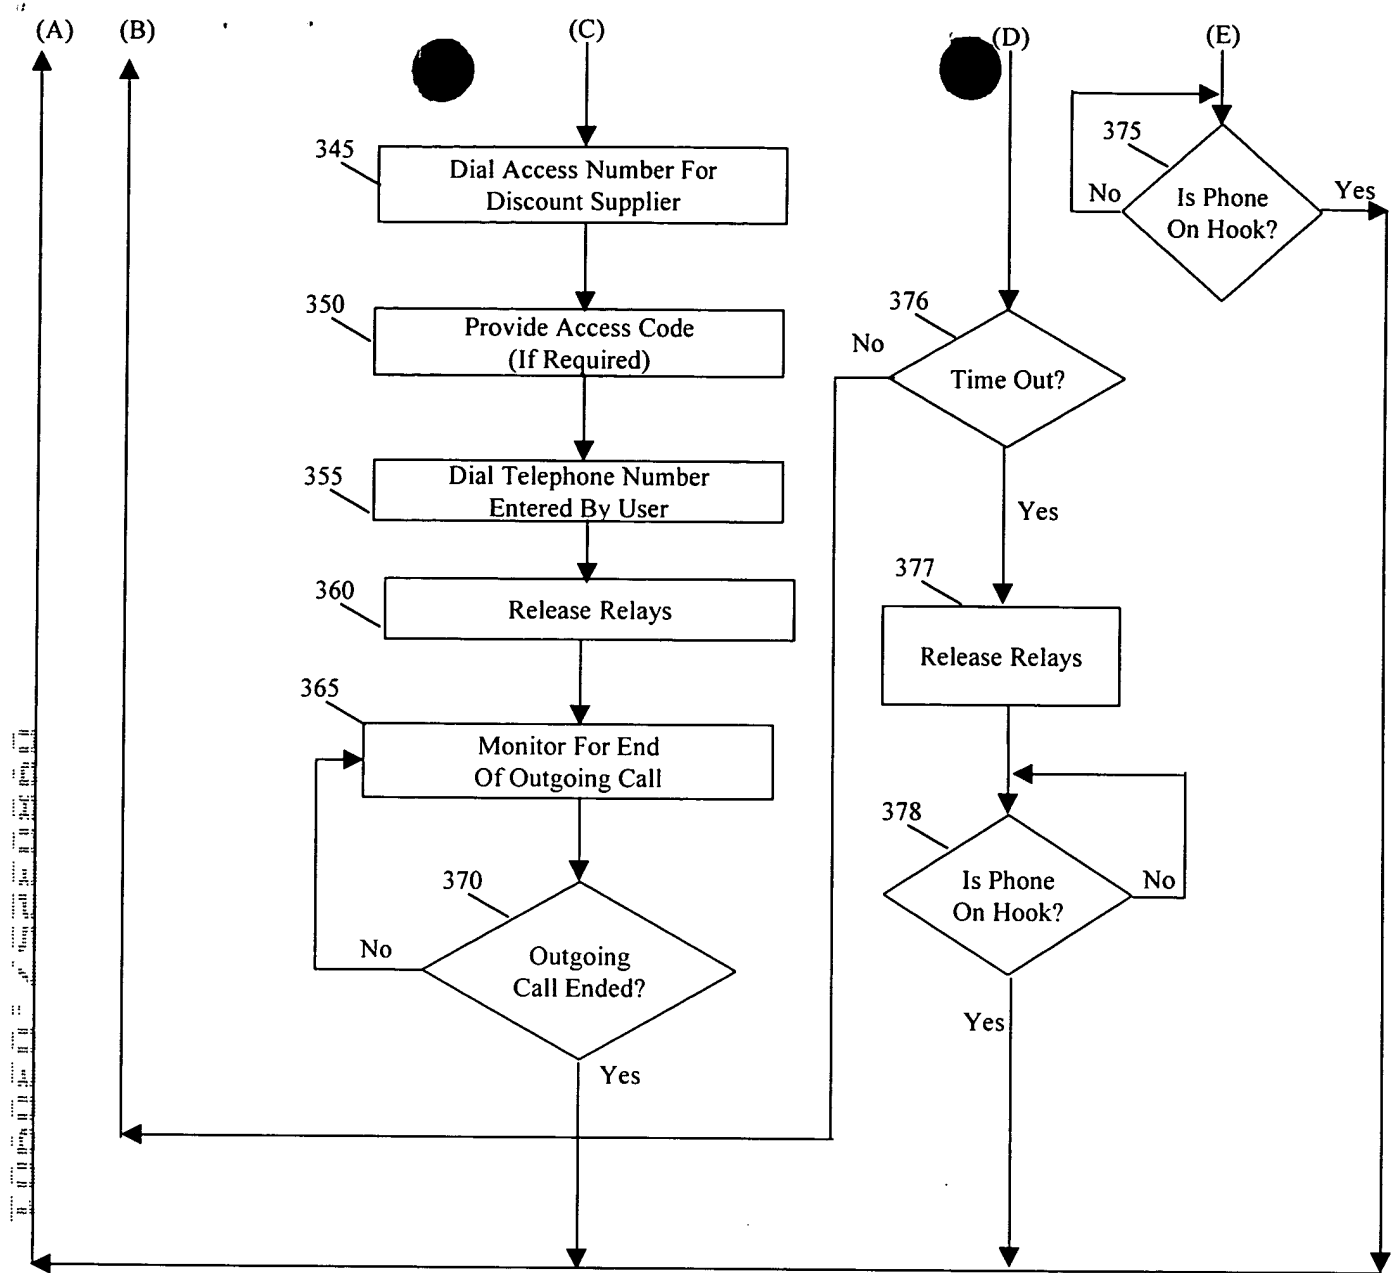 (A)
(B)
(C)
(D)
(E)
345
Dial Access Number For
Discount Supplier
375
No
Is Phone
On Hook?
Yes
350
Provide Access Code
(If Required)
376
No
Time Out?
Yes
355
Dial Telephone Number
Entered By User
360
Release Relays
377
Release Relays
365
Monitor For End
Of Outgoing Call
378
Is Phone
On Hook?
No
Yes
370
No
Outgoing
Call Ended?
Yes